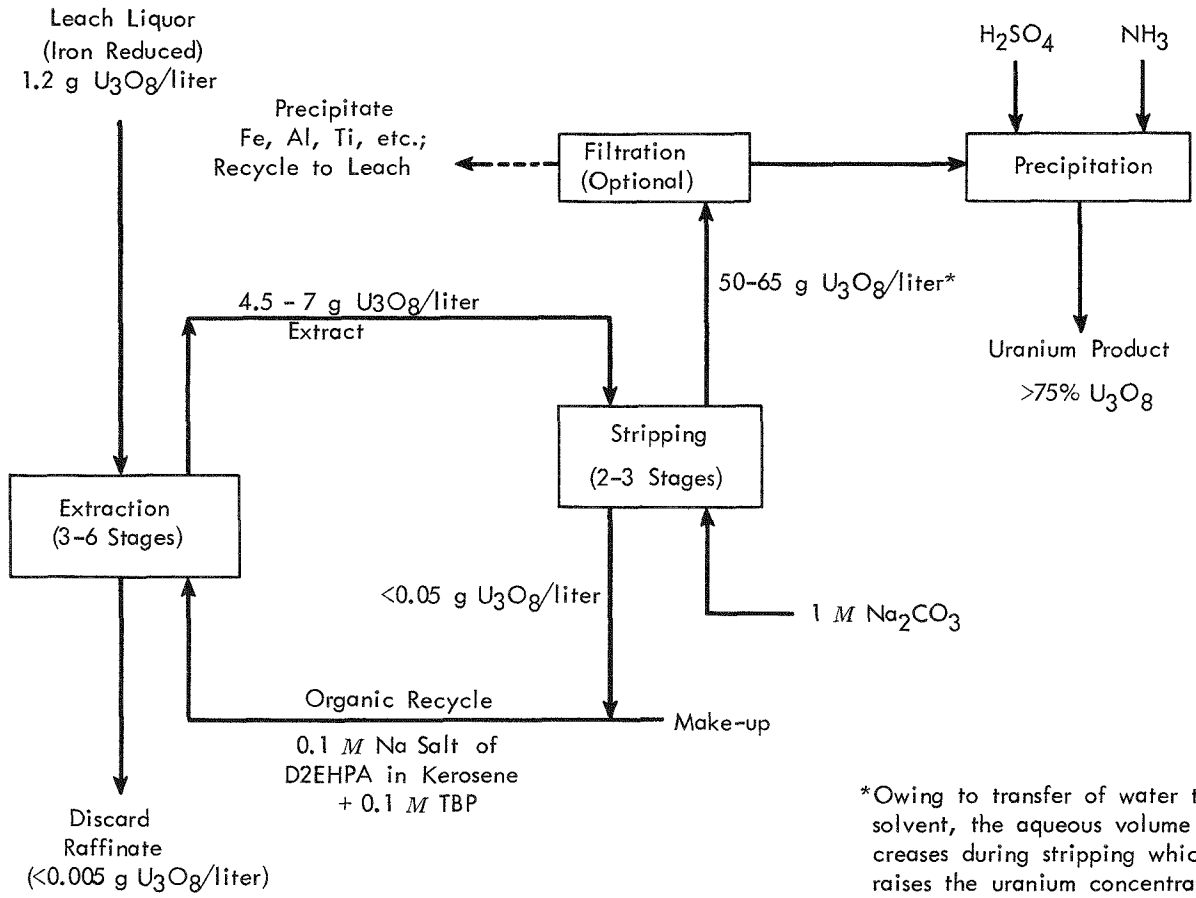 Leach Liquor
(Iron Reduced)
1.2 g U3O8/liter
H2SO4
NH3
Precipitate
Fe, Al, Ti, etc.;
Recycle to Leach
Filtration
(Optional)
Precipitation
50-65 g U3O8/liter*
4.5 - 7 g U3O8/liter
Extract
Uranium Product
>75% U3O8
Stripping
(2-3 Stages)
Extraction
(3-6 Stages)
<0.05 g U3O8/liter
1 M Na2CO3
Organic Recycle
Make-up
0.1 M Na Salt of
D2EHPA in Kerosene
+ 0.1 M TBP
Discard
Raffinate
(<0.005 g U3O8/liter)
*Owing to transfer of water t
solvent, the aqueous volume
creases during stripping whic
raises the uranium concentra